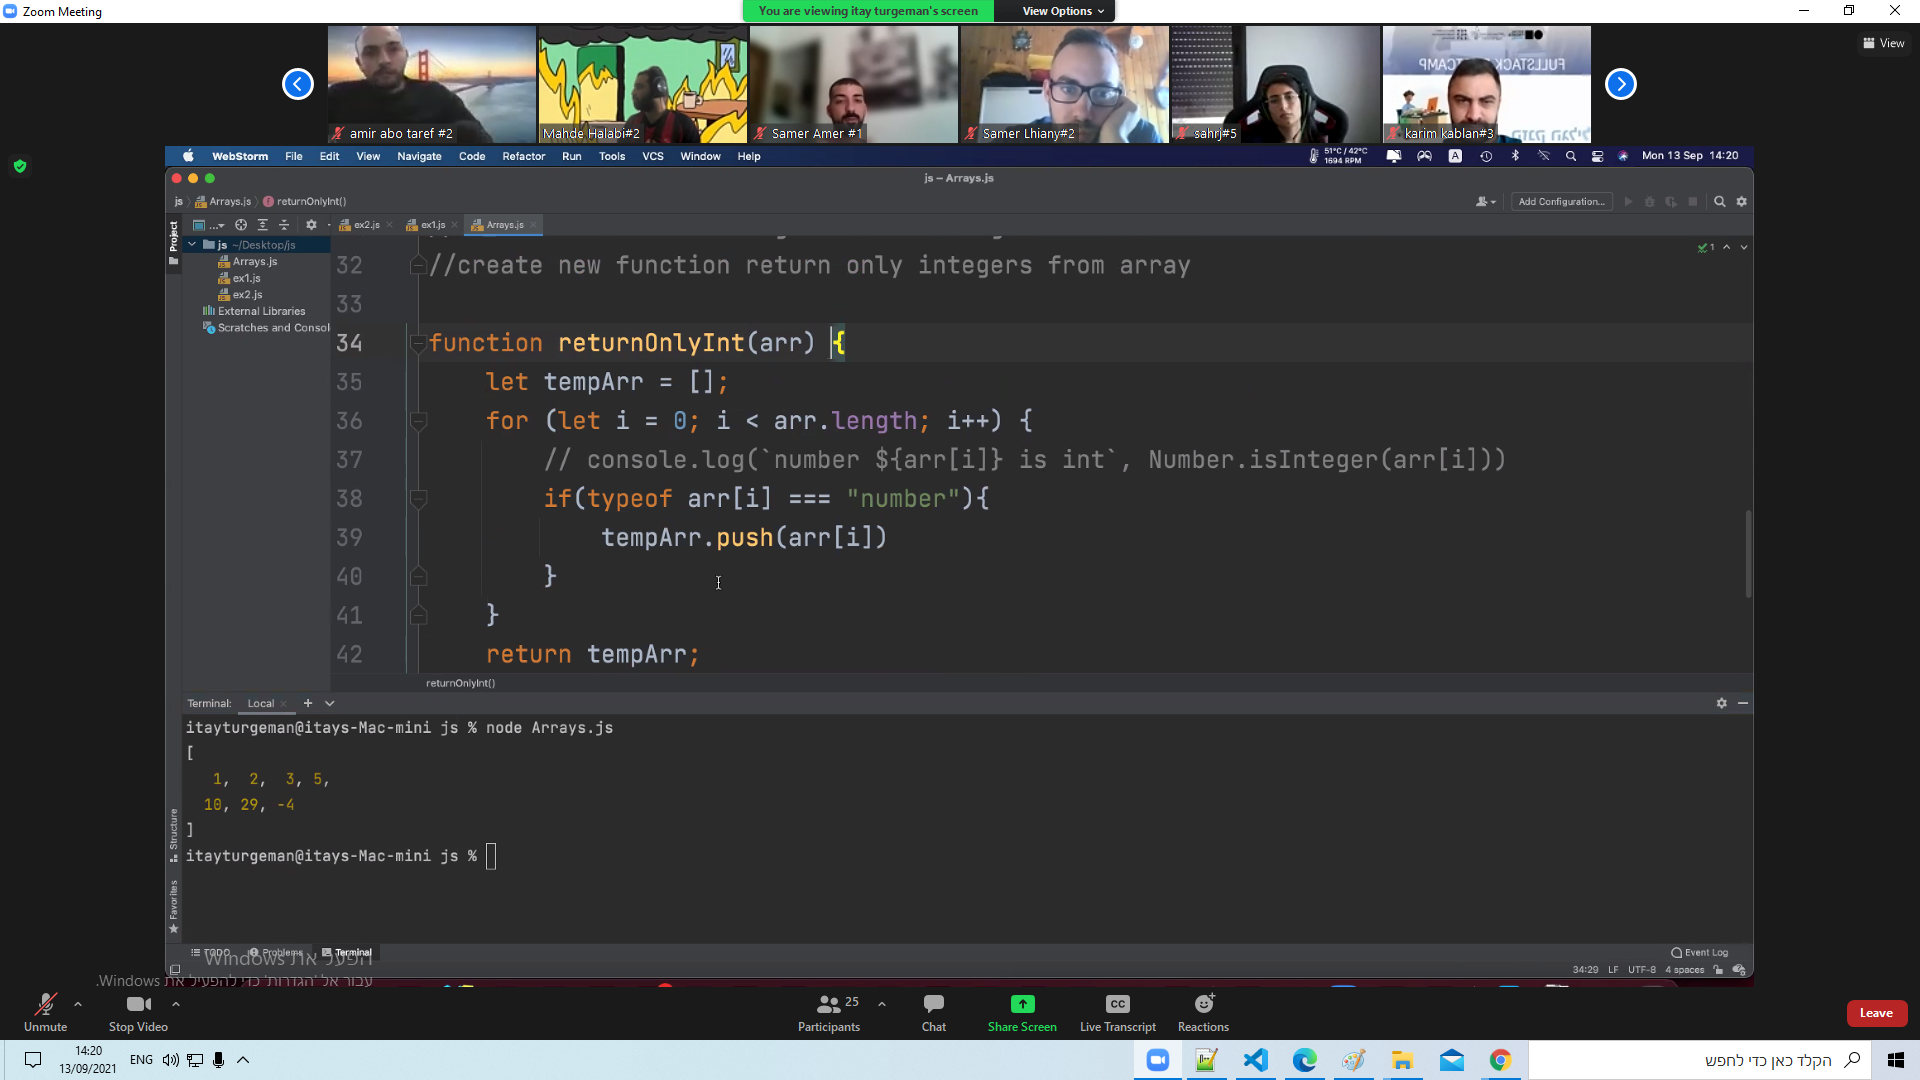 Zoom Meeting
You are viewing itay turgeman's screen
View Options
View
FULLSTACK
amir abo taref #2
Mahde Halabi#2
Samer Amer #1
Samer Lhiany#2
sahrj#5
karim kablan#3
WebStorm File Edit View Navigate Code Refactor Run Tools VCS Window Help
51°C / 42°C
1694 RPM
A
Mon 13 Sep 14:20
js – Arrays.js
js Arrays.js returnOnlyInt()
Add Configuration...
Project
ex2.js
ex1.js
Arrays.js
js ~/Desktop/js
Arrays.js
ex1.js
ex2.js
External Libraries
Scratches and Consol
1
32 //create new function return only integers from array
33
34 function returnOnlyInt(arr) {
35 let tempArr = [];
36 for (let i = 0; i < arr.length; i++) {
37 // console.log(`number ${arr[i]} is int`, Number.isInteger(arr[i]))
38 if(typeof arr[i] === "number"){
39 tempArr.push(arr[i])
40 }
41 }
42 return tempArr;
returnOnlyInt()
Terminal: Local
itayturgeman@itays-Mac-mini js % node Arrays.js
[
1, 2, 3, 5,
10, 29, -4
]
itayturgeman@itays-Mac-mini js %
Structure
Favorites
TODO Problems Terminal
Event Log
34:29 LF UTF-8 4 spaces
הפעל את Windows
עבור אל 'הגדרות' כדי להפעיל את Windows.
Unmute
Stop Video
25
Participants
Chat
Share Screen
CC
Live Transcript
Reactions
Leave
14:20
13/09/2021
ENG
הקלד כאן כדי לחפש